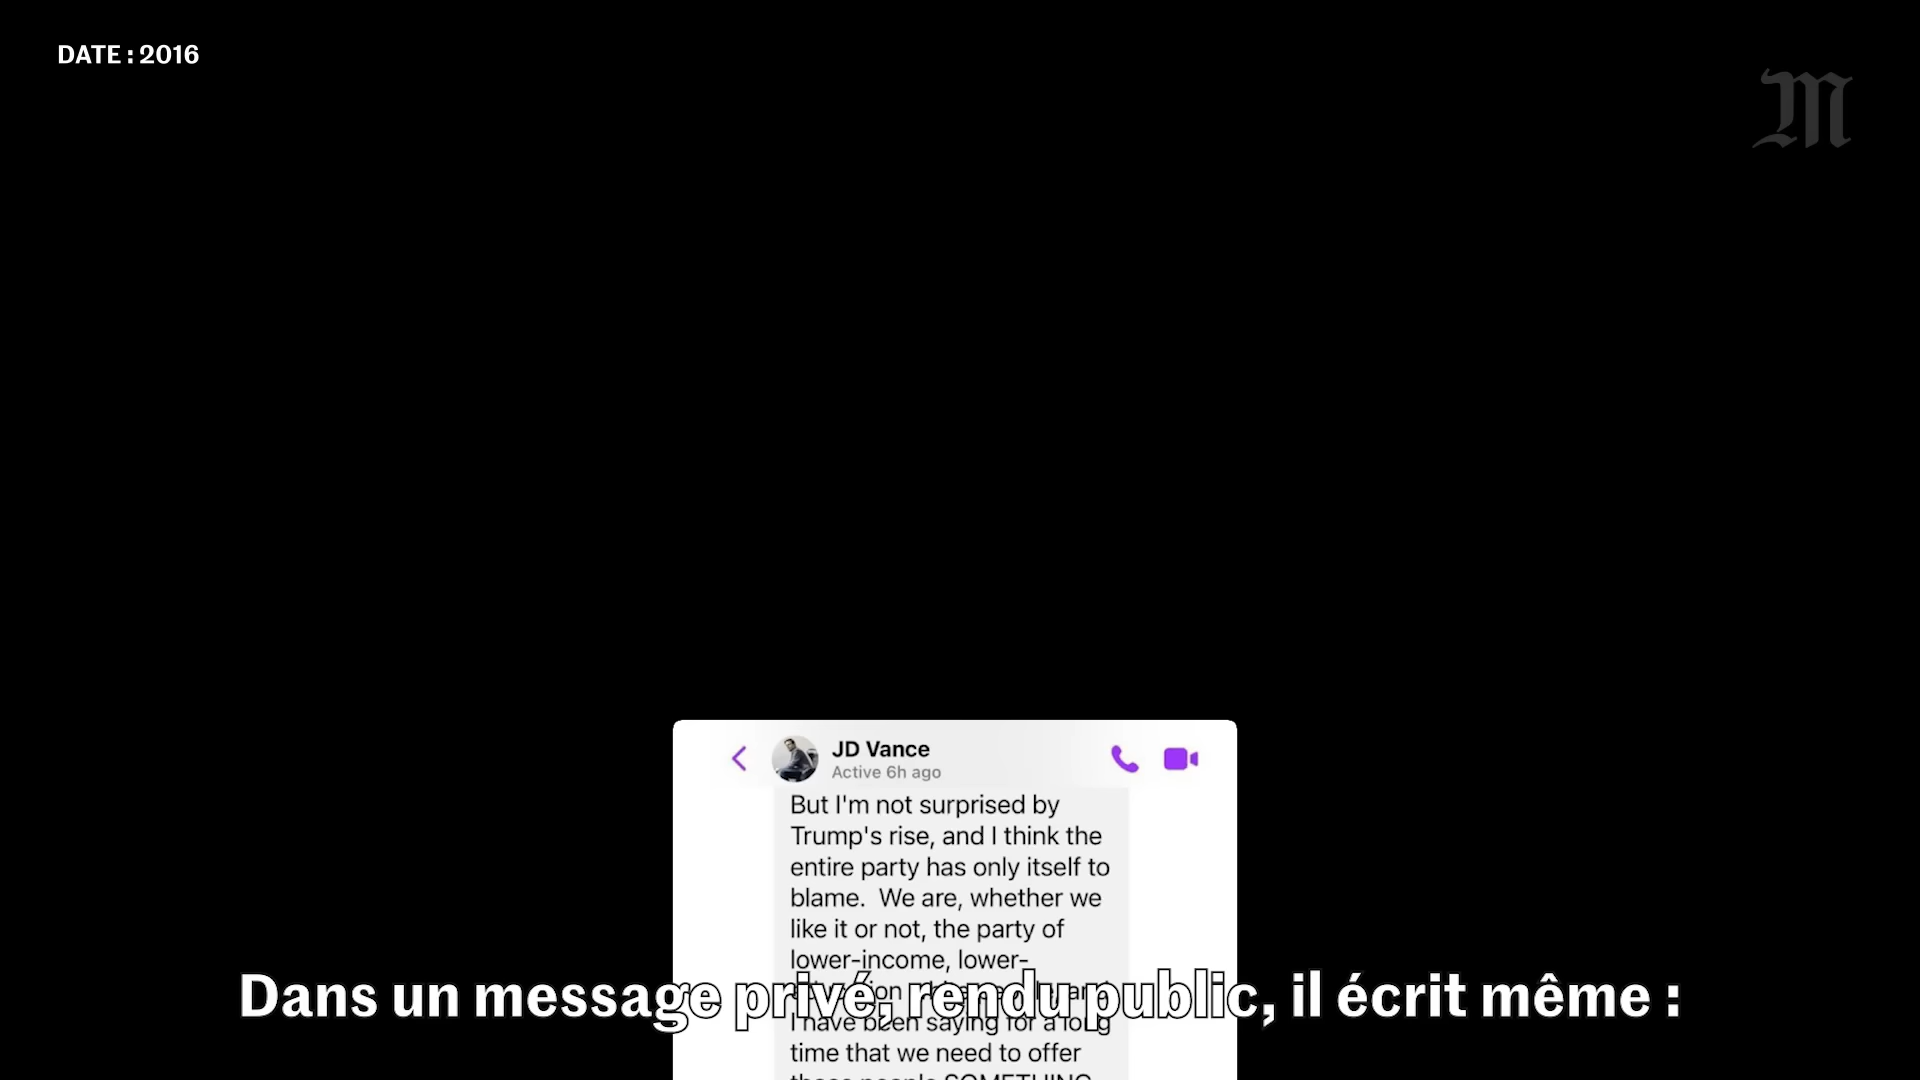 DATE : 2016
M
JD Vance
Active 6h ago
But I'm not surprised by
Trump's rise, and I think the
entire party has only itself to
blame.  We are, whether we
like it or not, the party of
lower-income, lower-
Dans un message privé, rendu public, il écrit même :
I have been saying for a long
time that we need to offer
these people SOMETHING